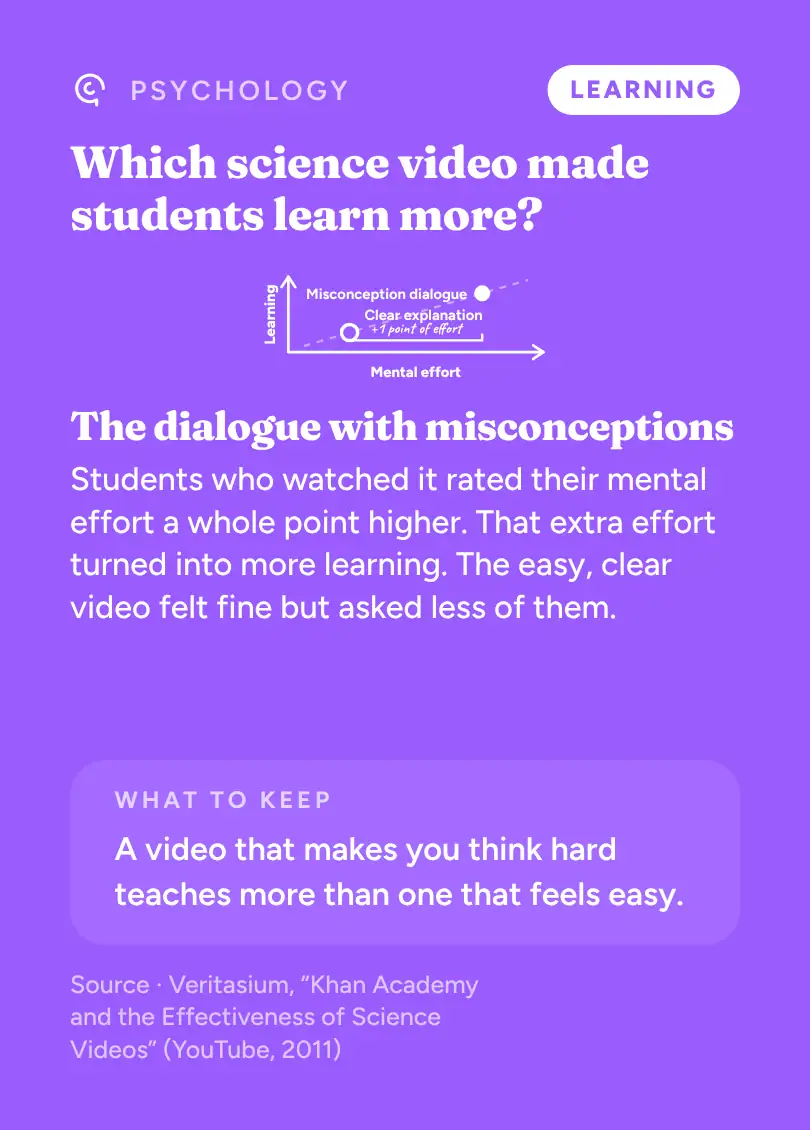 PSYCHOLOGY
LEARNING
Which science video made
students learn more?
Learning
Misconception dialogue
Clear explanation
+1 point of effort
Mental effort
The dialogue with misconceptions
Students who watched it rated their mental
effort a whole point higher. That extra effort
turned into more learning. The easy, clear
video felt fine but asked less of them.
WHAT TO KEEP
A video that makes you think hard
teaches more than one that feels easy.
Source · Veritasium, “Khan Academy
and the Effectiveness of Science
Videos” (YouTube, 2011)